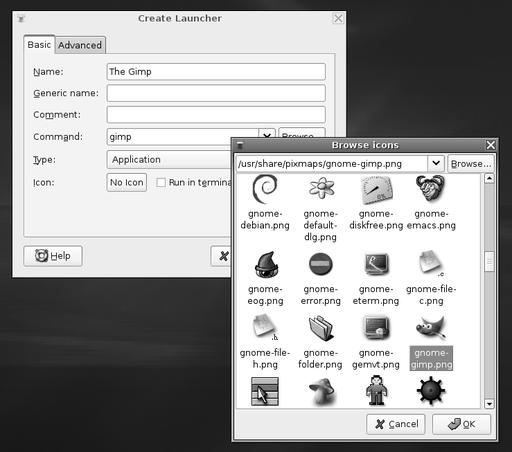 Create Launcher
Basic
Advanced
Name:
The Gimp
Generic name:
Comment:
Command:
gimp
Browse...
Type:
Application
Icon:
No Icon
Run in termina
Help
Browse icons
/usr/share/pixmaps/gnome-gimp.png
Browse...
gnome-
debian.png
gnome-
default-
dlg.png
gnome-
diskfree.png
gnome-
emacs.png
0%
gnome-
eog.png
gnome-
error.png
gnome-
eterm.png
gnome-file-
c.png
.c
gnome-file-
h.png
.h
gnome-
folder.png
gnome-
gemvt.png
gnome-
gimp.png
Cancel
OK